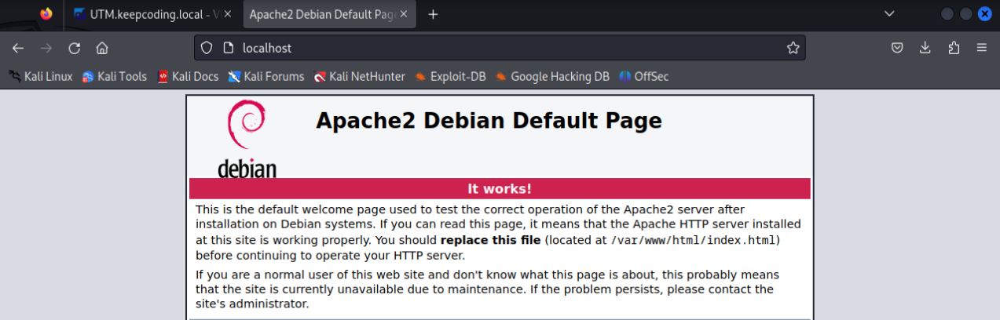 UTM.keepcoding.local - V
Apache2 Debian Default Page
localhost
Kali Linux Kali Tools Kali Docs Kali Forums Kali NetHunter Exploit-DB Google Hacking DB OffSec
debian
Apache2 Debian Default Page
It works!
This is the default welcome page used to test the correct operation of the Apache2 server after
installation on Debian systems. If you can read this page, it means that the Apache HTTP server installed
at this site is working properly. You should replace this file (located at /var/www/html/index.html)
before continuing to operate your HTTP server.
If you are a normal user of this web site and don't know what this page is about, this probably means
that the site is currently unavailable due to maintenance. If the problem persists, please contact the
site's administrator.